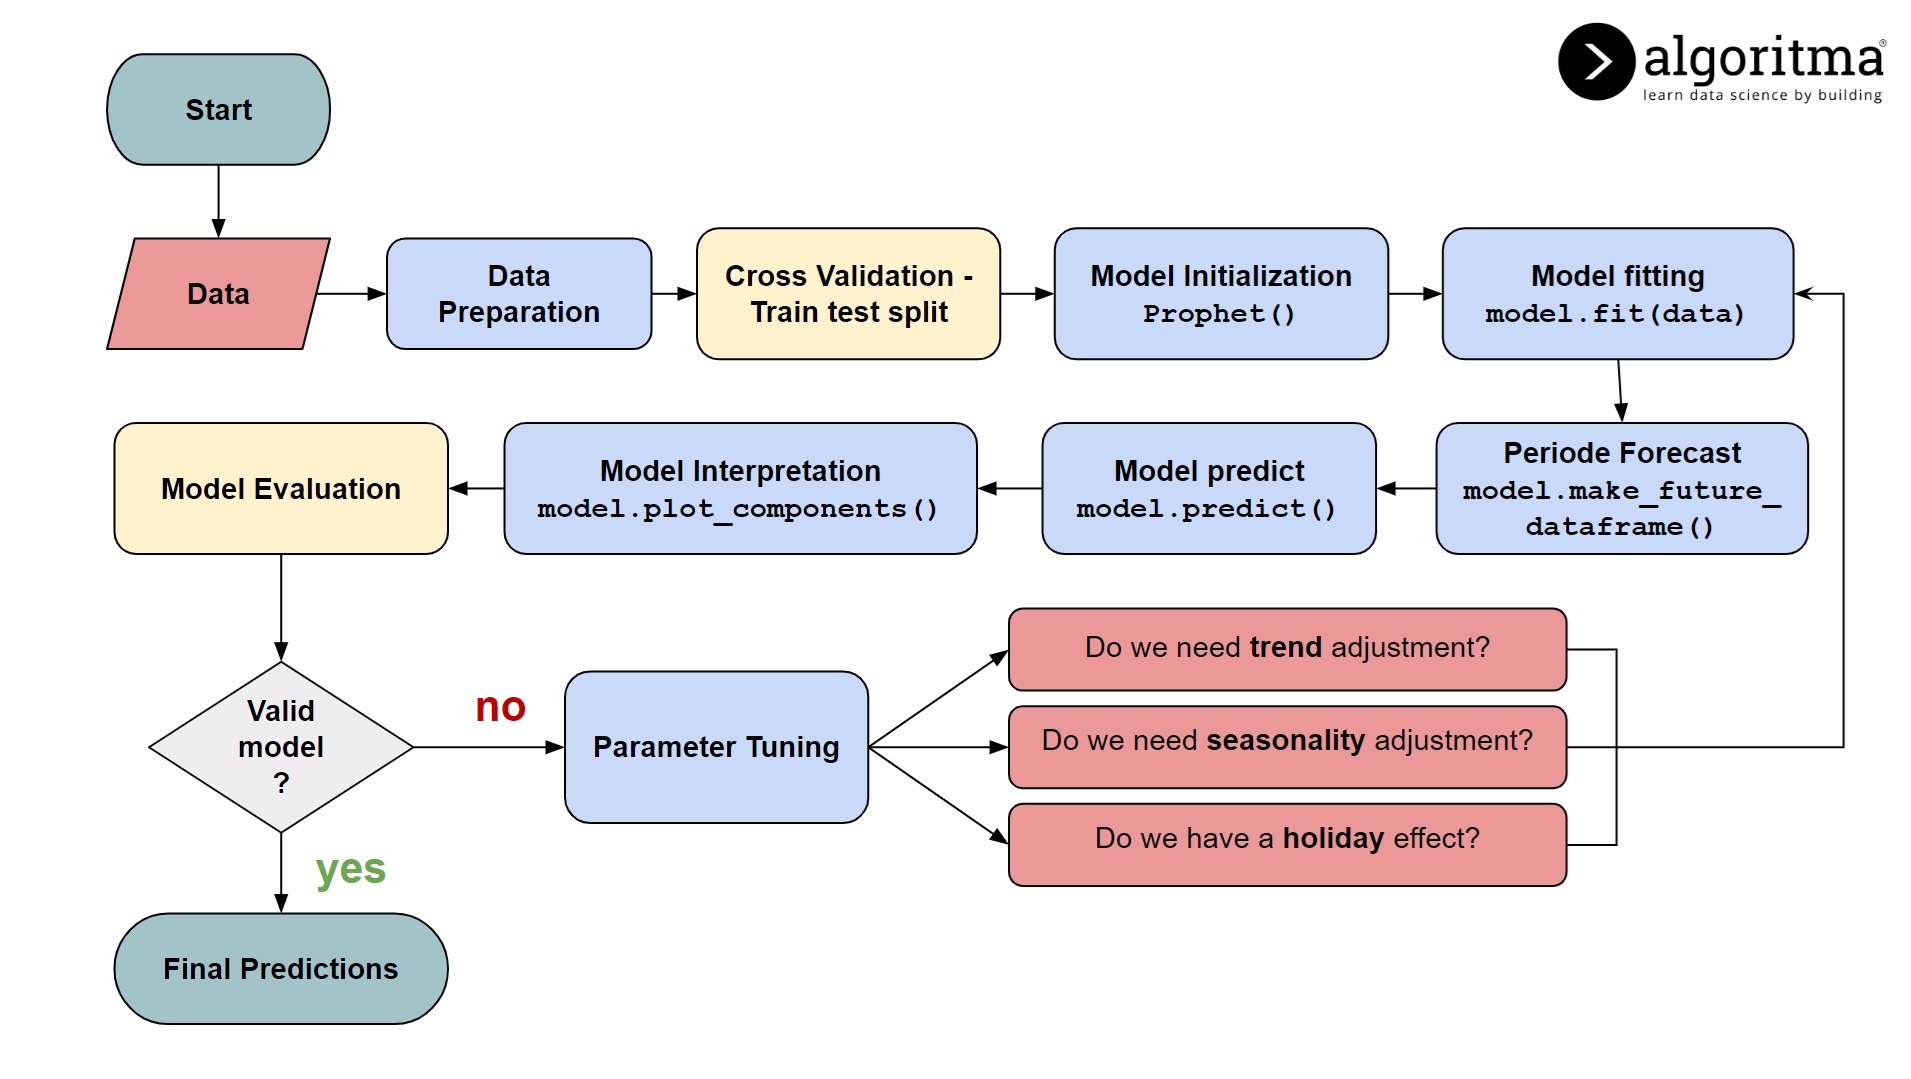 algoritma®
learn data science by building
Start
Data
Data
Preparation
Cross Validation -
Train test split
Model Initialization
Prophet()
Model fitting
model.fit(data)
Periode Forecast
model.make_future_
dataframe()
Model predict
model.predict()
Model Interpretation
model.plot_components()
Model Evaluation
Valid
model
?
no
Parameter Tuning
Do we need trend adjustment?
Do we need seasonality adjustment?
Do we have a holiday effect?
yes
Final Predictions